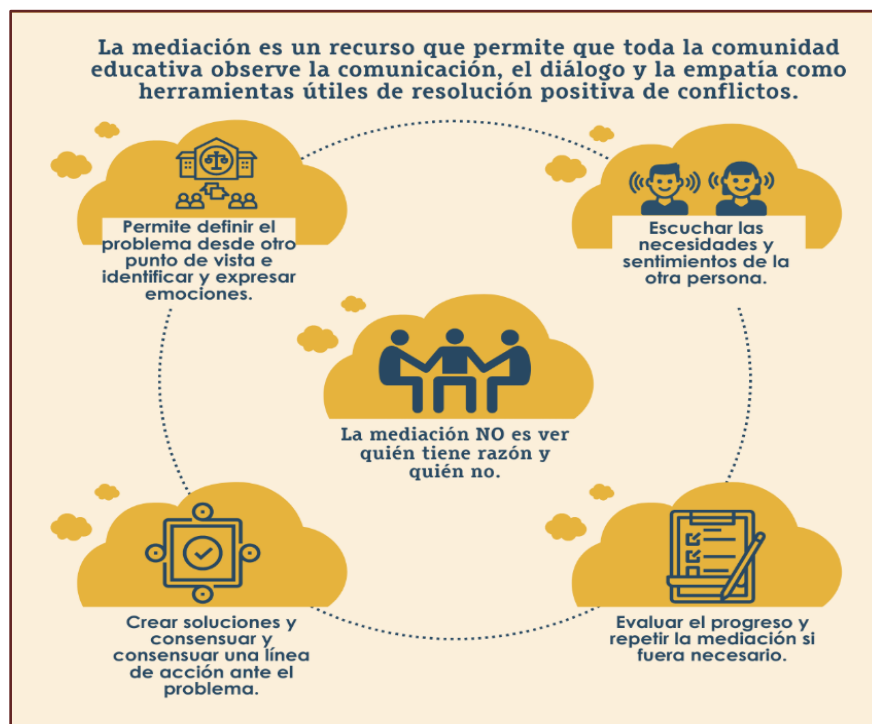 La mediación es un recurso que permite que toda la comunidad
educativa observe la comunicación, el diálogo y la empatía como
herramientas útiles de resolución positiva de conflictos.
Permite definir el
problema desde otro
punto de vista e
identificar y expresar
emociones.
Escuchar las
necesidades y
sentimientos de la
otra persona.
La mediación NO es ver
quién tiene razón y
quién no.
Crear soluciones y
consensuar y
consensuar una línea
de acción ante el
problema.
Evaluar el progreso y
repetir la mediación si
fuera necesario.